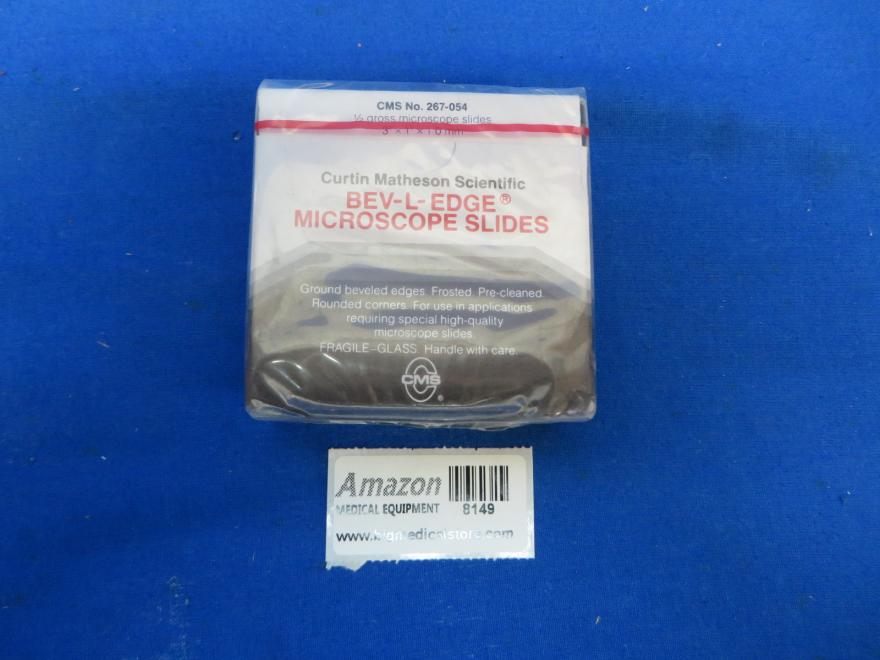 CMS No. 267-054
½ gross microscope slides
3 × 1 × 1.0 mm
Curtin Matheson Scientific
BEV-L-EDGE®
MICROSCOPE SLIDES
Ground beveled edges. Frosted. Pre-cleaned.
Rounded corners. For use in applications
requiring special high-quality
microscope slides.
FRAGILE–GLASS. Handle with care.
CMS
®
Amazon
MEDICAL EQUIPMENT 8149